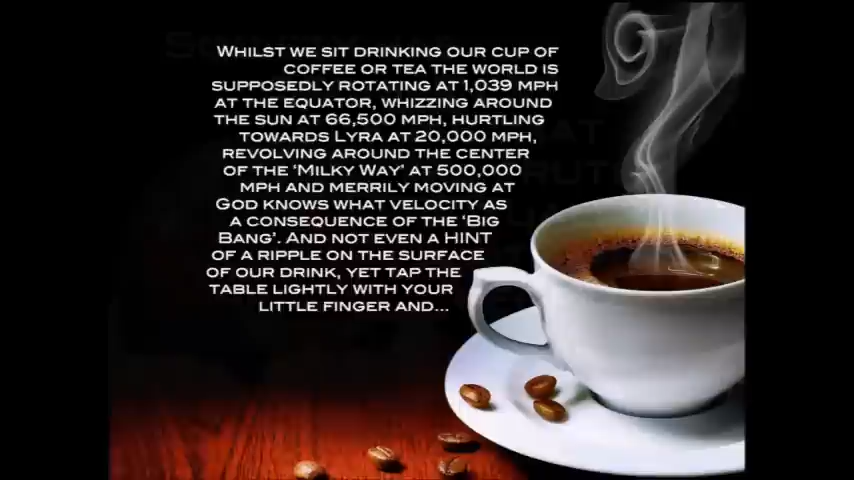 Whilst we sit drinking our cup of
coffee or tea the world is
supposedly rotating at 1,039 mph
at the equator, whizzing around
the sun at 66,500 mph, hurtling
towards Lyra at 20,000 mph,
revolving around the center
of the ‘Milky Way’ at 500,000
mph and merrily moving at
God knows what velocity as
a consequence of the ‘Big
Bang’. And not even a hint
of a ripple on the surface
of our drink, yet tap the
table lightly with your
little finger and...